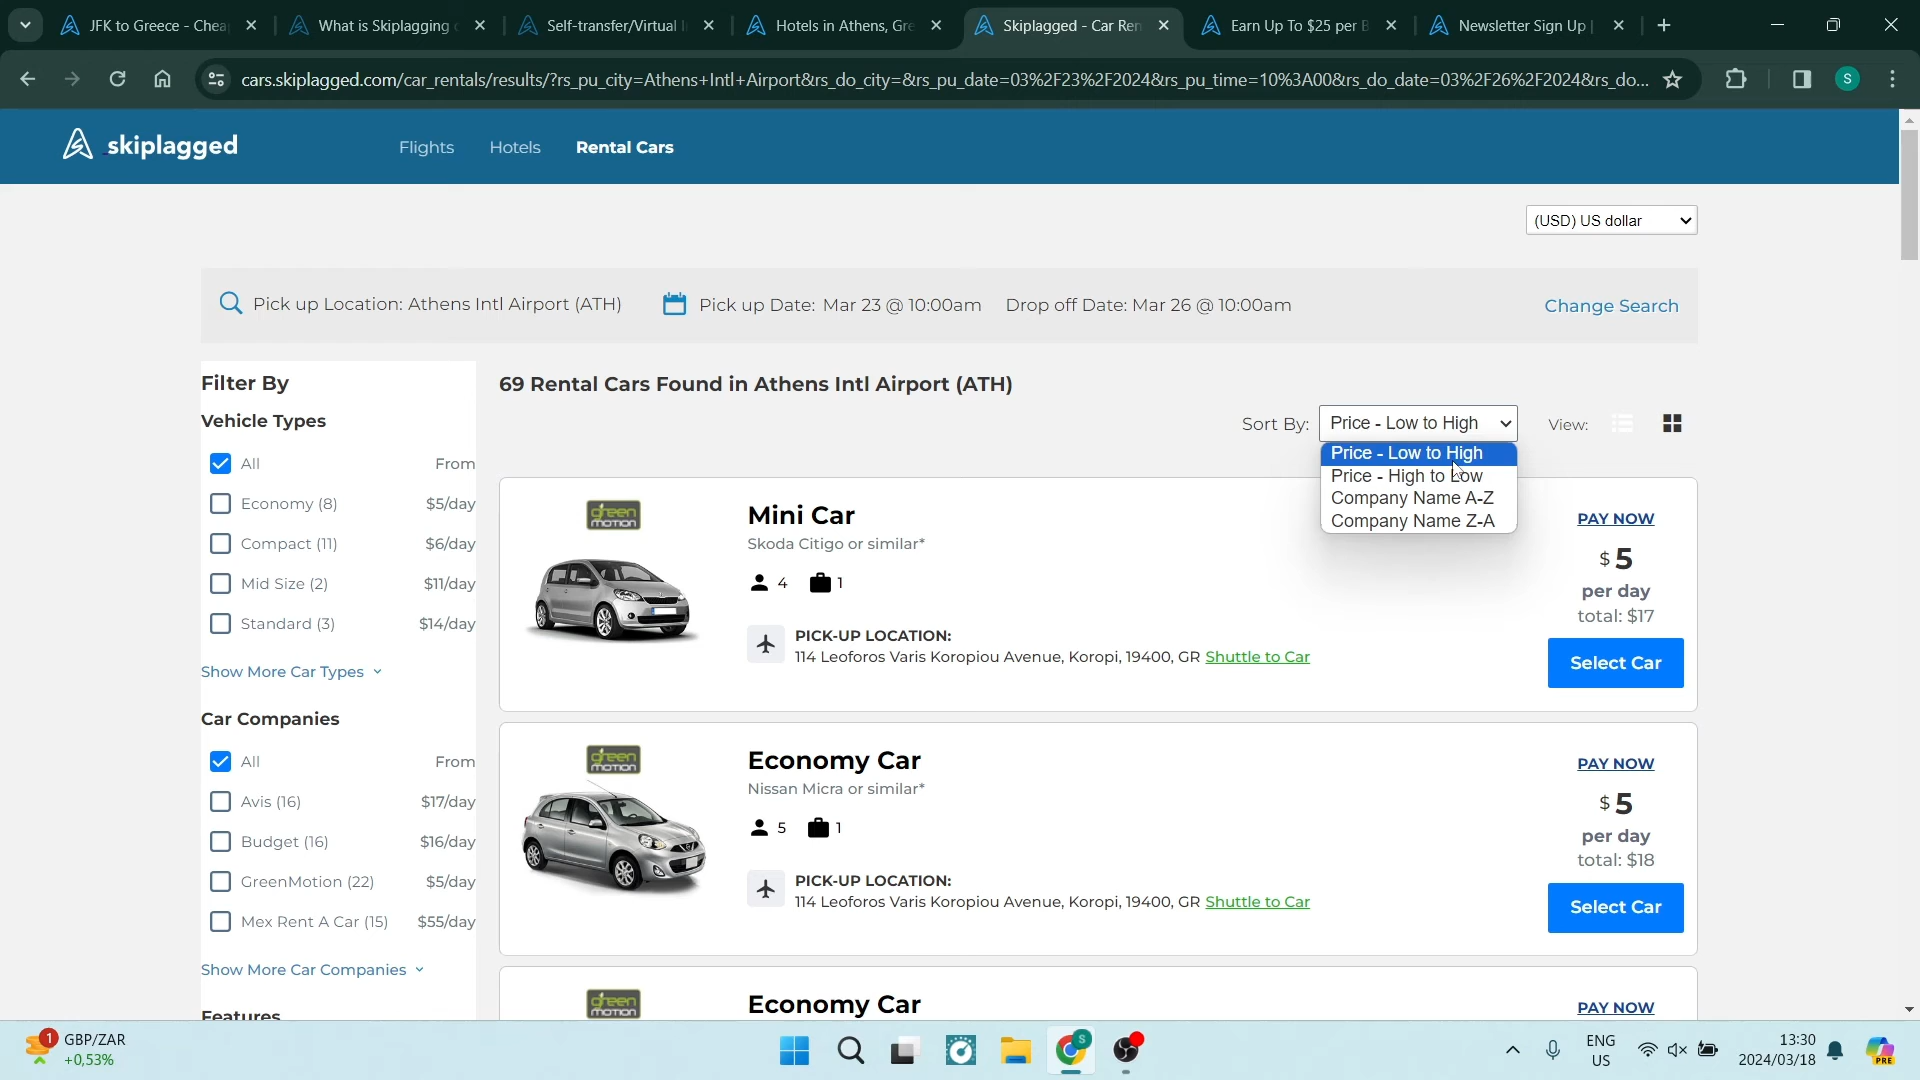 JFK to Greece - Chea
What is Skiplagging
Self-transfer/Virtual I
Hotels in Athens, Gre
Skiplagged - Car Ren
Earn Up To $25 per B
Newsletter Sign Up |
cars.skiplagged.com/car_rentals/results/?rs_pu_city=Athens+Intl+Airport&rs_do_city=&rs_pu_date=03%2F23%2F2024&rs_pu_time=10%3A00&rs_do_date=03%2F26%2F2024&rs_do...
S
skiplagged
Flights
Hotels
Rental Cars
(USD) US dollar
Pick up Location: Athens Intl Airport (ATH)
Pick up Date: Mar 23 @ 10:00am
Drop off Date: Mar 26 @ 10:00am
Change Search
Filter By
Vehicle Types
All From
Economy (8) $5/day
Compact (11) $6/day
Mid Size (2) $11/day
Standard (3) $14/day
Show More Car Types
Car Companies
All From
Avis (16) $17/day
Budget (16) $16/day
GreenMotion (22) $5/day
Mex Rent A Car (15) $55/day
Show More Car Companies
Features
69 Rental Cars Found in Athens Intl Airport (ATH)
Sort By: Price - Low to High
View:
Price - Low to High
Price - High to Low
Company Name A-Z
Company Name Z-A
green motion
Mini Car
Skoda Citigo or similar*
4 1
PICK-UP LOCATION:
114 Leoforos Varis Koropiou Avenue, Koropi, 19400, GR Shuttle to Car
PAY NOW
$ 5
per day
total: $17
Select Car
green motion
Economy Car
Nissan Micra or similar*
5 1
PICK-UP LOCATION:
114 Leoforos Varis Koropiou Avenue, Koropi, 19400, GR Shuttle to Car
PAY NOW
$ 5
per day
total: $18
Select Car
green motion
Economy Car
PAY NOW
1
GBP/ZAR
+0,53%
S
ENG
US
13:30
2024/03/18
PRE